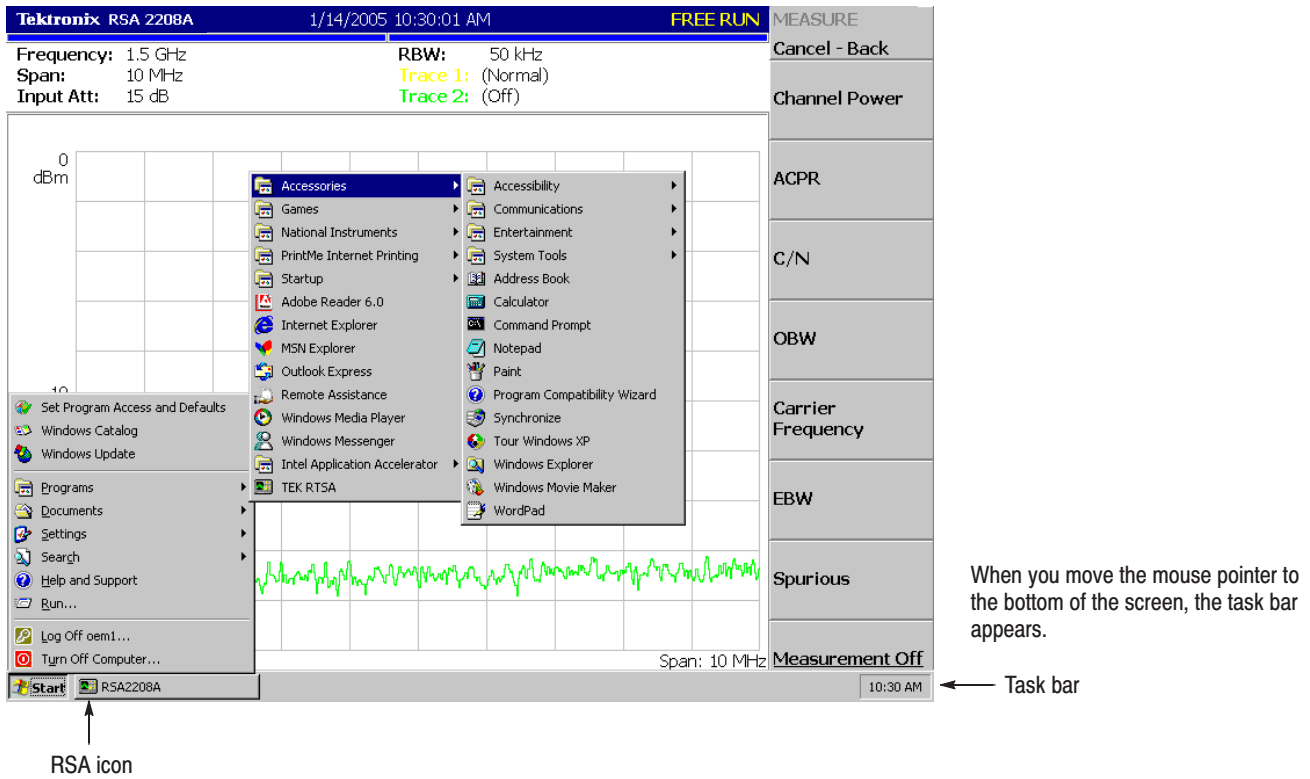 Tektronix RSA 2208A 1/14/2005 10:30:01 AM FREE RUN
MEASURE
Cancel - Back
Frequency: 1.5 GHz RBW: 50 kHz
Span: 10 MHz Trace 1: (Normal)
Input Att: 15 dB Trace 2: (Off)
Channel Power
ACPR
C/N
OBW
Carrier
Frequency
EBW
Spurious
Measurement Off
0
dBm
10
Accessories
Games
National Instruments
PrintMe Internet Printing
Startup
Adobe Reader 6.0
Internet Explorer
MSN Explorer
Outlook Express
Remote Assistance
Windows Media Player
Windows Messenger
Intel Application Accelerator
TEK RTSA
Accessibility
Communications
Entertainment
System Tools
Address Book
Calculator
Command Prompt
Notepad
Paint
Program Compatibility Wizard
Synchronize
Tour Windows XP
Windows Explorer
Windows Movie Maker
WordPad
Set Program Access and Defaults
Windows Catalog
Windows Update
Programs
Documents
Settings
Search
Help and Support
Run...
Log Off oem1...
Turn Off Computer...
Span: 10 MHz
Start RSA2208A 10:30 AM
When you move the mouse pointer to
the bottom of the screen, the task bar
appears.
Task bar
RSA icon